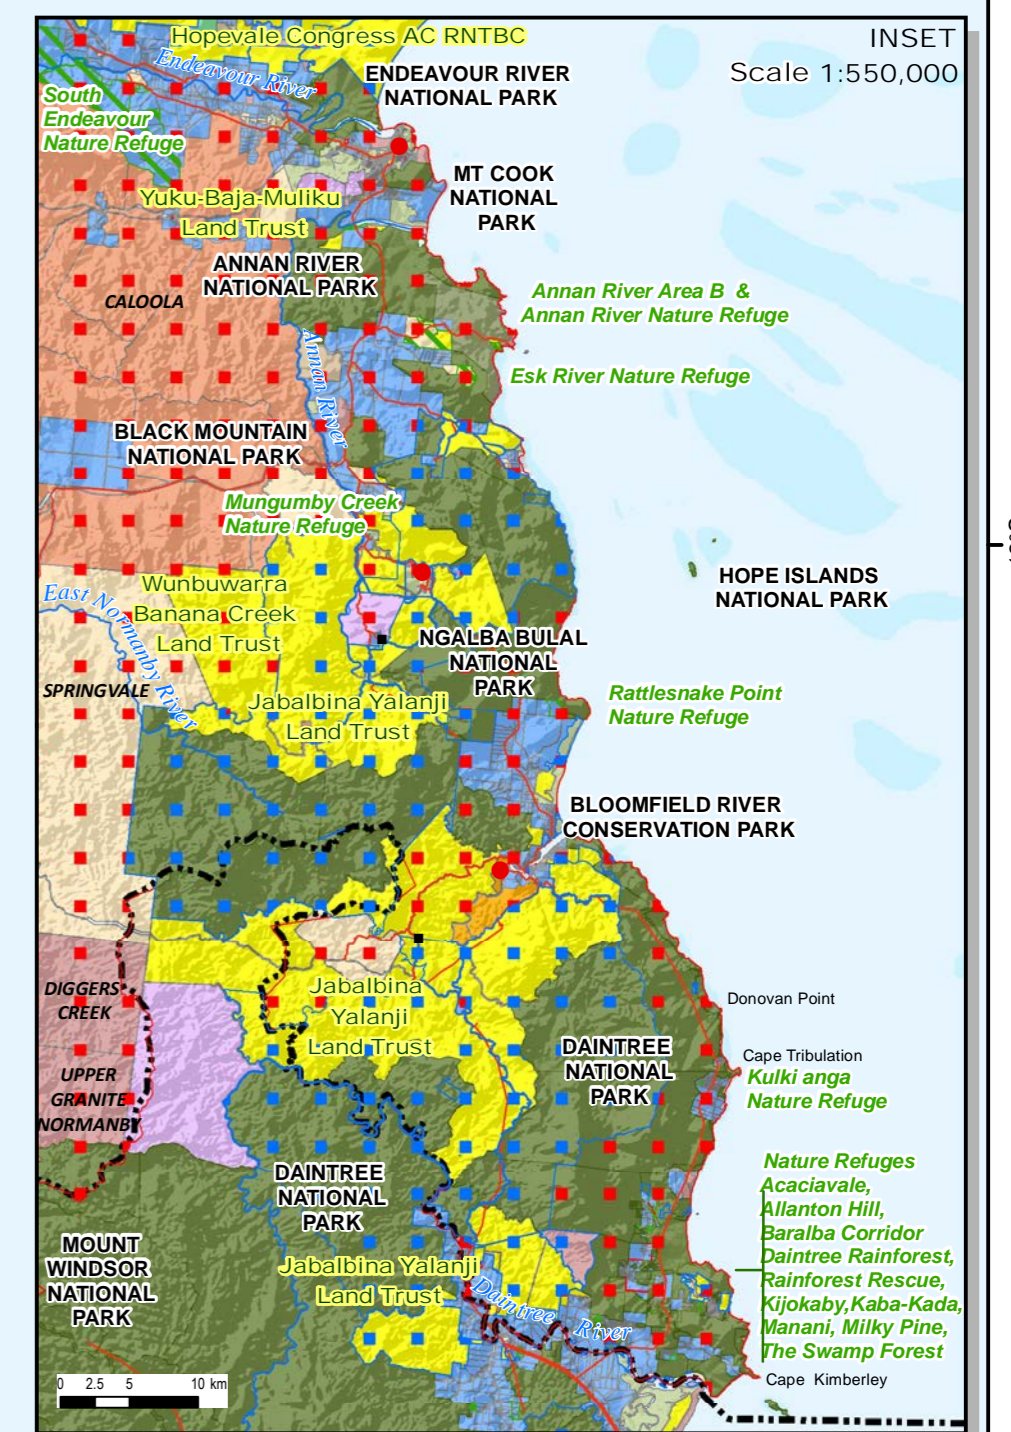 Hopevale Congress AC RNTBC
INSET
Scale 1:550,000
Endeavour River
ENDEAVOUR RIVER
NATIONAL PARK
South
Endeavour
Nature Refuge
MT COOK
NATIONAL
PARK
Yuku-Baja-Muliku
Land Trust
ANNAN RIVER
NATIONAL PARK
CALOOLA
Annan River Area B &
Annan River Nature Refuge
Annan River
Esk River Nature Refuge
BLACK MOUNTAIN
NATIONAL PARK
Mungumby Creek
Nature Refuge
HOPE ISLANDS
NATIONAL PARK
Wunbuwarra
Banana Creek
Land Trust
East Normanby River
NGALBA BULAL
NATIONAL
PARK
SPRINGVALE
Jabalbina Yalanji
Land Trust
Rattlesnake Point
Nature Refuge
BLOOMFIELD RIVER
CONSERVATION PARK
DIGGERS
CREEK
Jabalbina
Yalanji
Land Trust
Donovan Point
DAINTREE
NATIONAL
PARK
Cape Tribulation
Kulki anga
Nature Refuge
UPPER
GRANITE
NORMANB
DAINTREE
NATIONAL
PARK
Nature Refuges
Acaciavale,
Allanton Hill,
Baralba Corridor
Daintree Rainforest,
Rainforest Rescue,
Kijokaby,Kaba-Kada,
Manani, Milky Pine,
The Swamp Forest
MOUNT
WINDSOR
NATIONAL
PARK
Jabalbina Yalanji
Land Trust
Daintree River
Cape Kimberley
0 2.5 5 10 km